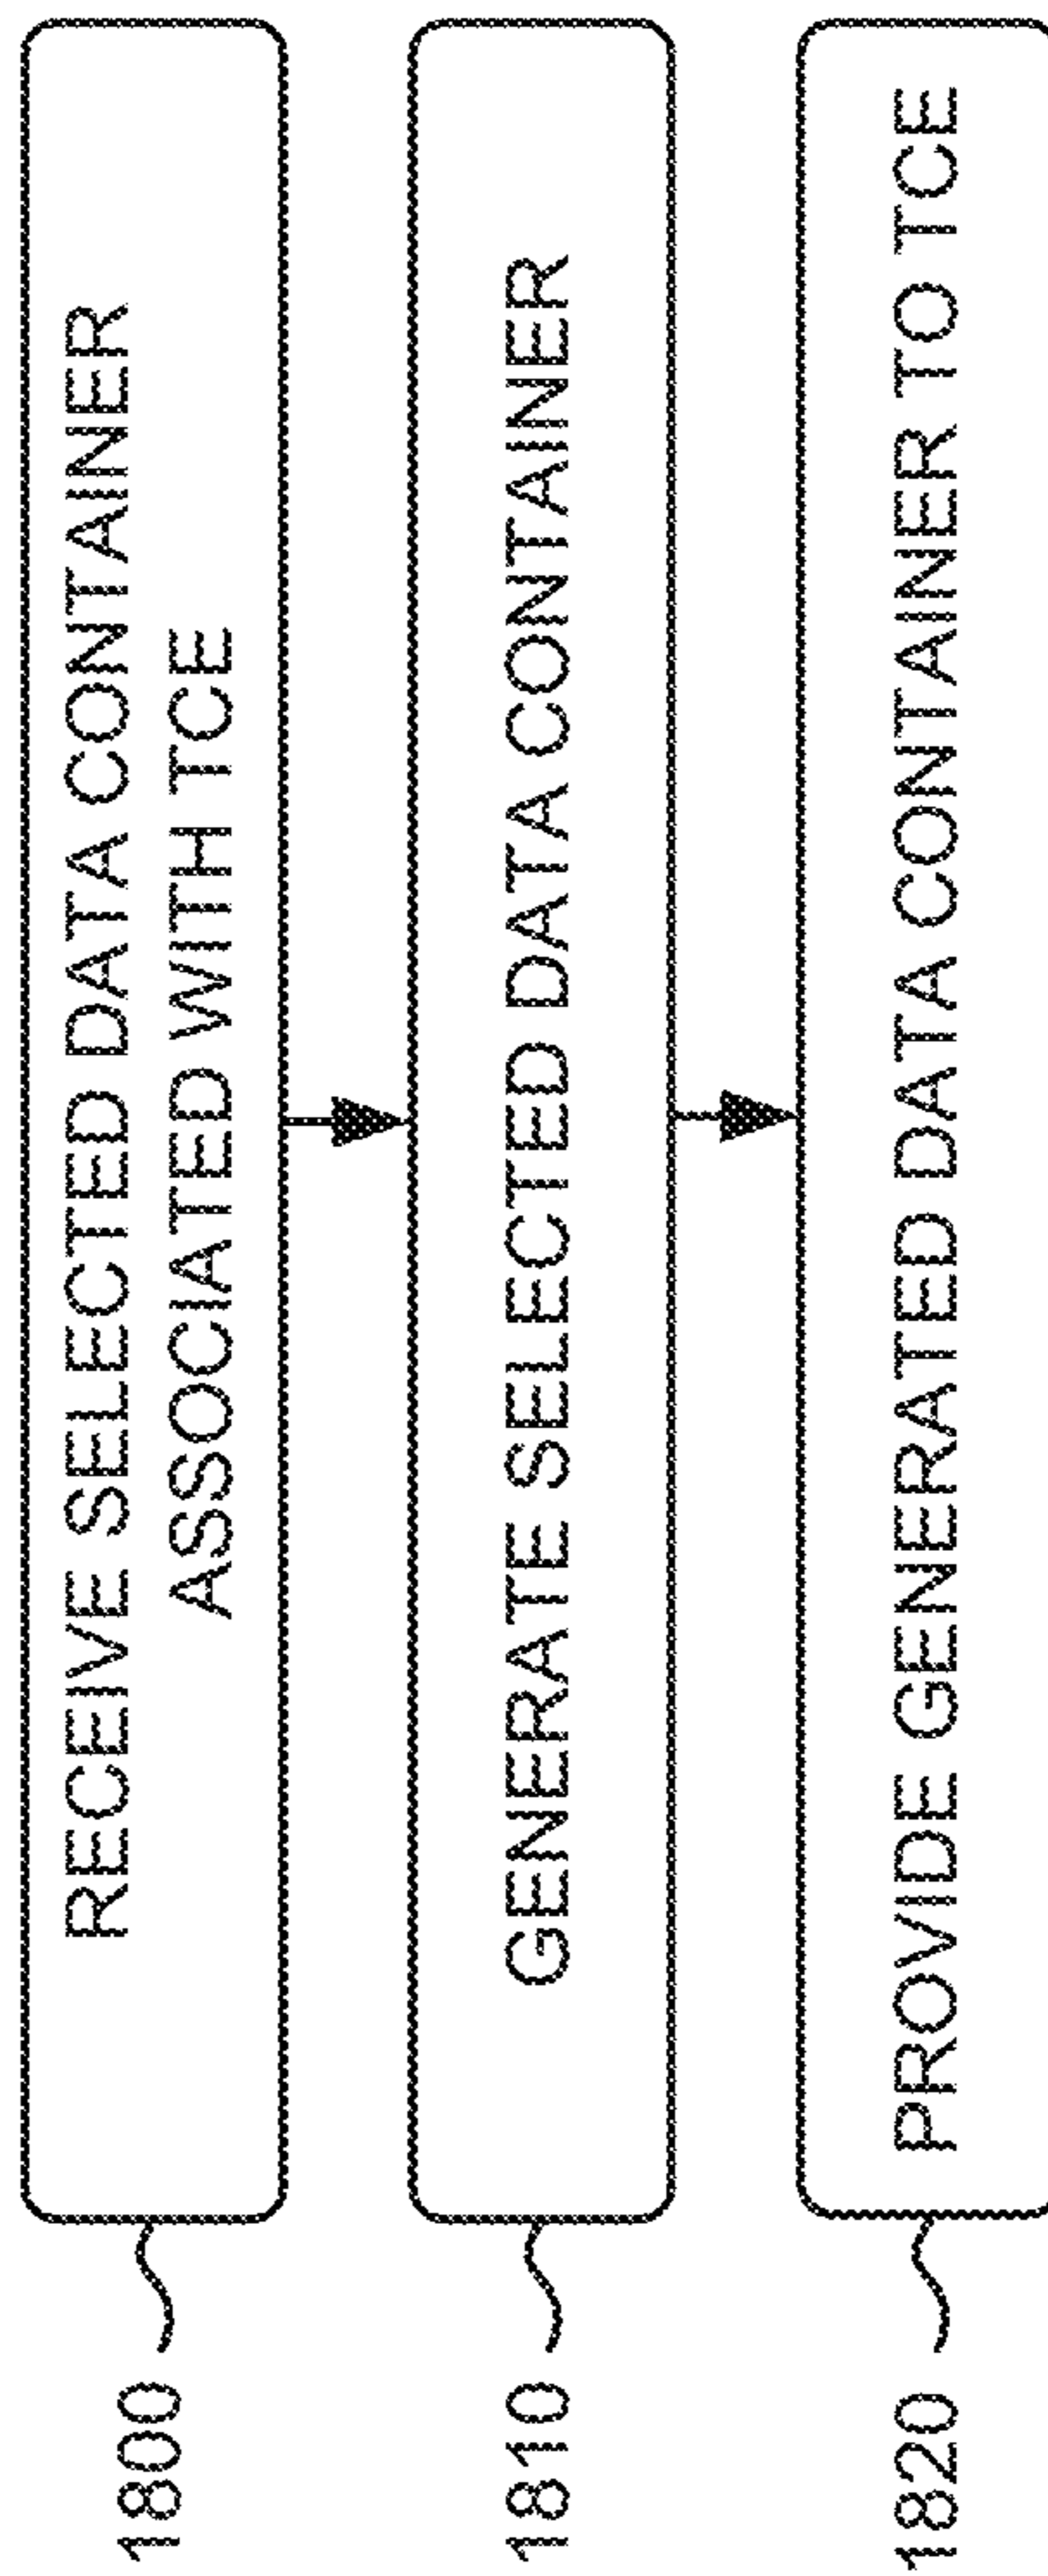 RECEIVE SELECTED DATA CONTAINER
ASSOCIATED WITH TCE
1800
GENERATE SELECTED DATA CONTAINER
1810
PROVIDE GENERATED DATA CONTAINER TO TCE
1820